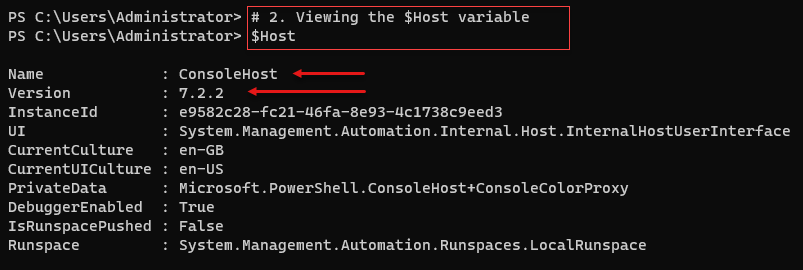 PS C:\Users\Administrator> # 2. Viewing the $Host variable
PS C:\Users\Administrator> $Host
Name             : ConsoleHost
Version          : 7.2.2
InstanceId       : e9582c28-fc21-46fa-8e93-4c1738c9eed3
UI               : System.Management.Automation.Internal.Host.InternalHostUserInterface
CurrentCulture   : en-GB
CurrentUICulture : en-US
PrivateData      : Microsoft.PowerShell.ConsoleHost+ConsoleColorProxy
DebuggerEnabled  : True
IsRunspacePushed : False
Runspace         : System.Management.Automation.Runspaces.LocalRunspace